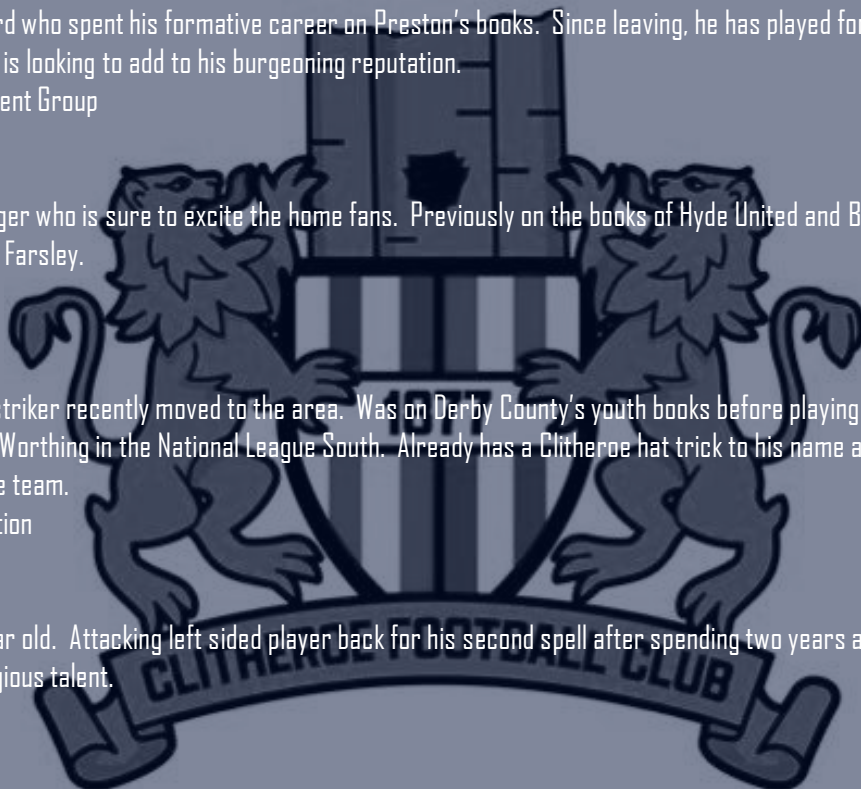 rd who spent his formative career on Preston's books. Since leaving, he has played for
is looking to add to his burgeoning reputation.
ent Group
ger who is sure to excite the home fans. Previously on the books of Hyde United and B
Farsley.
1877
striker recently moved to the area. Was on Derby County's youth books before playing
Worthing in the National League South. Already has a Clitheroe hat trick to his name a
e team.
tion
ar old. Attacking left sided player back for his second spell after spending two years a
gious talent.
CLITHEROE FOOTBALL CLUB